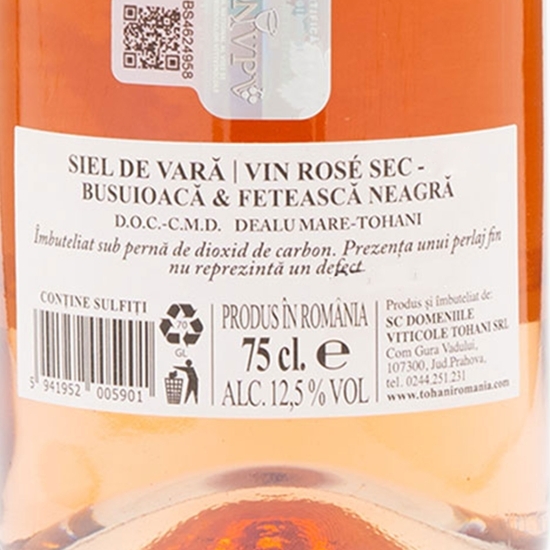 BS4624958
SIEL DE VARĂ | VIN ROSÉ SEC -
BUSUIOACĂ & FETEASCĂ NEAGRĂ
D.O.C.-C.M.D. DEALU MARE-TOHANI
Îmbuteliat sub pernă de dioxid de carbon. Prezența unui perlaj fin
nu reprezintă un defect
CONȚINE SULFIȚI
5 941952 005901
70
GL
PRODUS ÎN ROMÂNIA
75 cl. e
ALC. 12,5 % VOL
Produs și îmbuteliat de:
SC DOMENIILE
VITICOLE TOHANI SRL
Com Gura Vadului,
107300, Jud.Prahova,
tel. 0244.251.231
www.tohaniromania.com